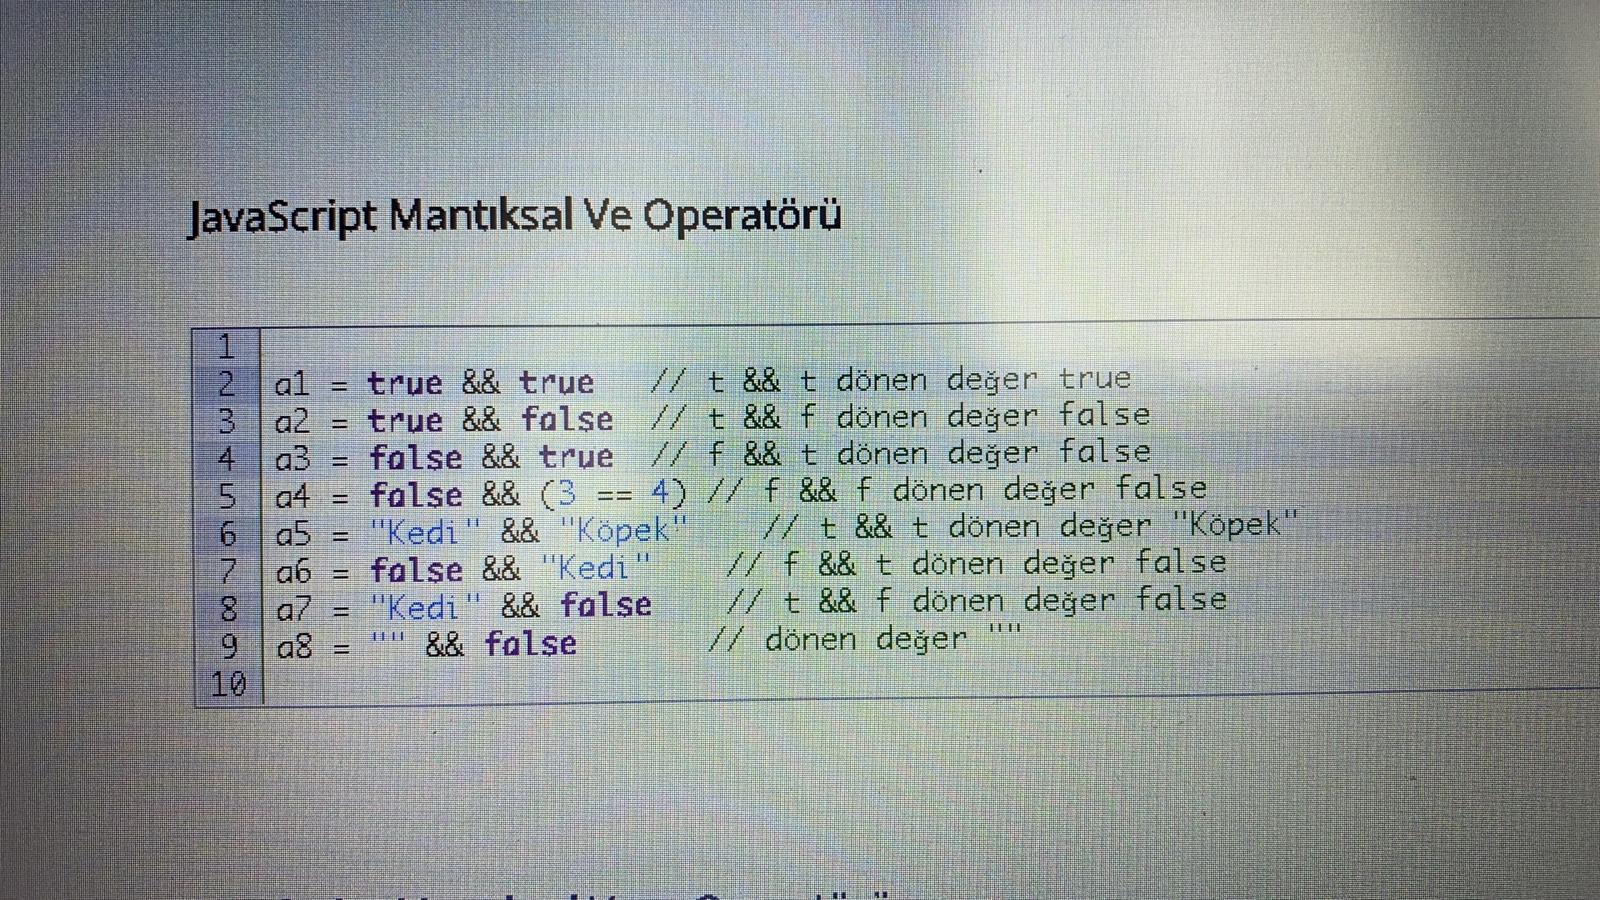 JavaScript Mantıksal Ve Operatörü
1
2 a1 = true && true // t && t dönen değer true
3 a2 = true && false // t && f dönen değer false
4 a3 = false && true // f && t dönen değer false
5 a4 = false && (3 == 4) // f && f dönen değer false
6 a5 = "Kedi" && "Köpek" // t && t dönen değer "Köpek"
7 a6 = false && "Kedi" // f && t dönen değer false
8 a7 = "Kedi" && false // t && f dönen değer false
9 a8 = "" && false // dönen değer ""
10